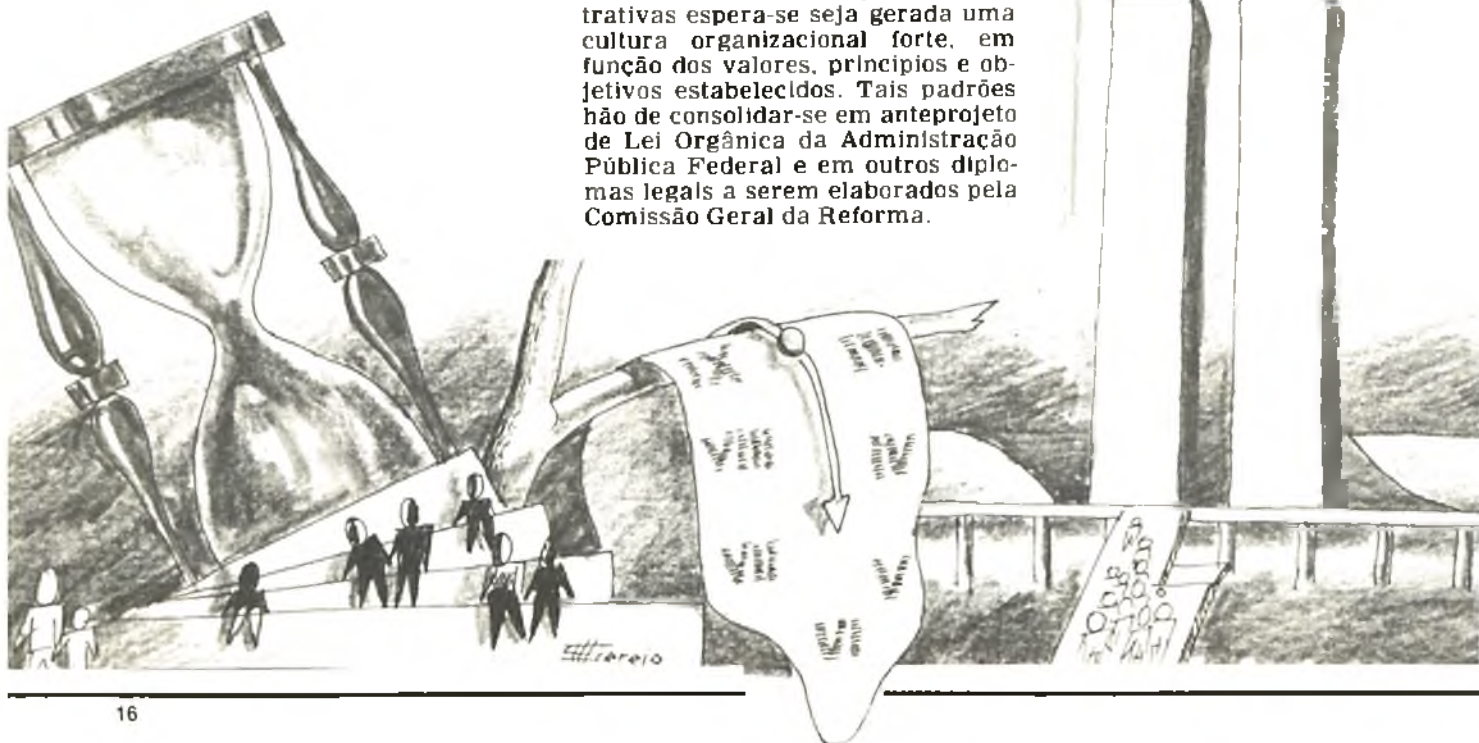 trativas espera-se seja gerada uma
cultura organizacional forte, em
função dos valores, princípios e ob-
jetivos estabelecidos. Tais padrões
hão de consolidar-se em anteprojeto
de Lei Orgânica da Administração
Pública Federal e em outros diplo-
mas legais a serem elaborados pela
Comissão Geral da Reforma.
16